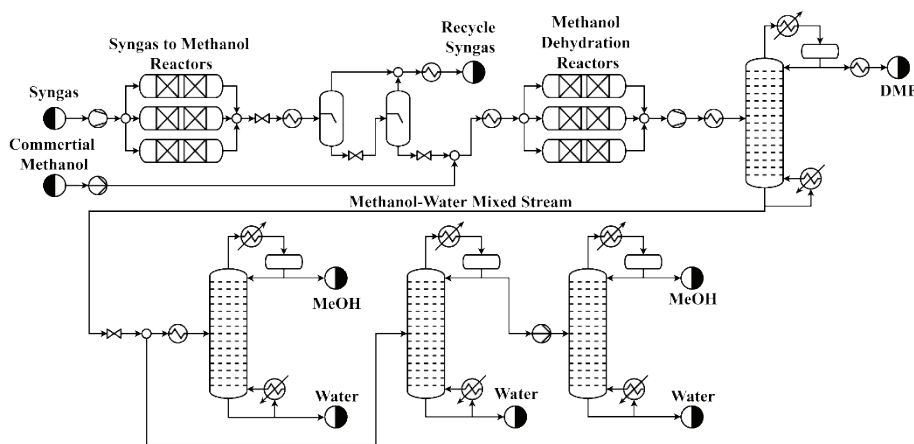 Syngas to Methanol
Reactors
Recycle
Syngas
Methanol
Dehydration
Reactors
Syngas
Commcrtial
Methanol
DME
Methanol-Water Mixed Stream
MeOH
Water
Water
MeOH
Water